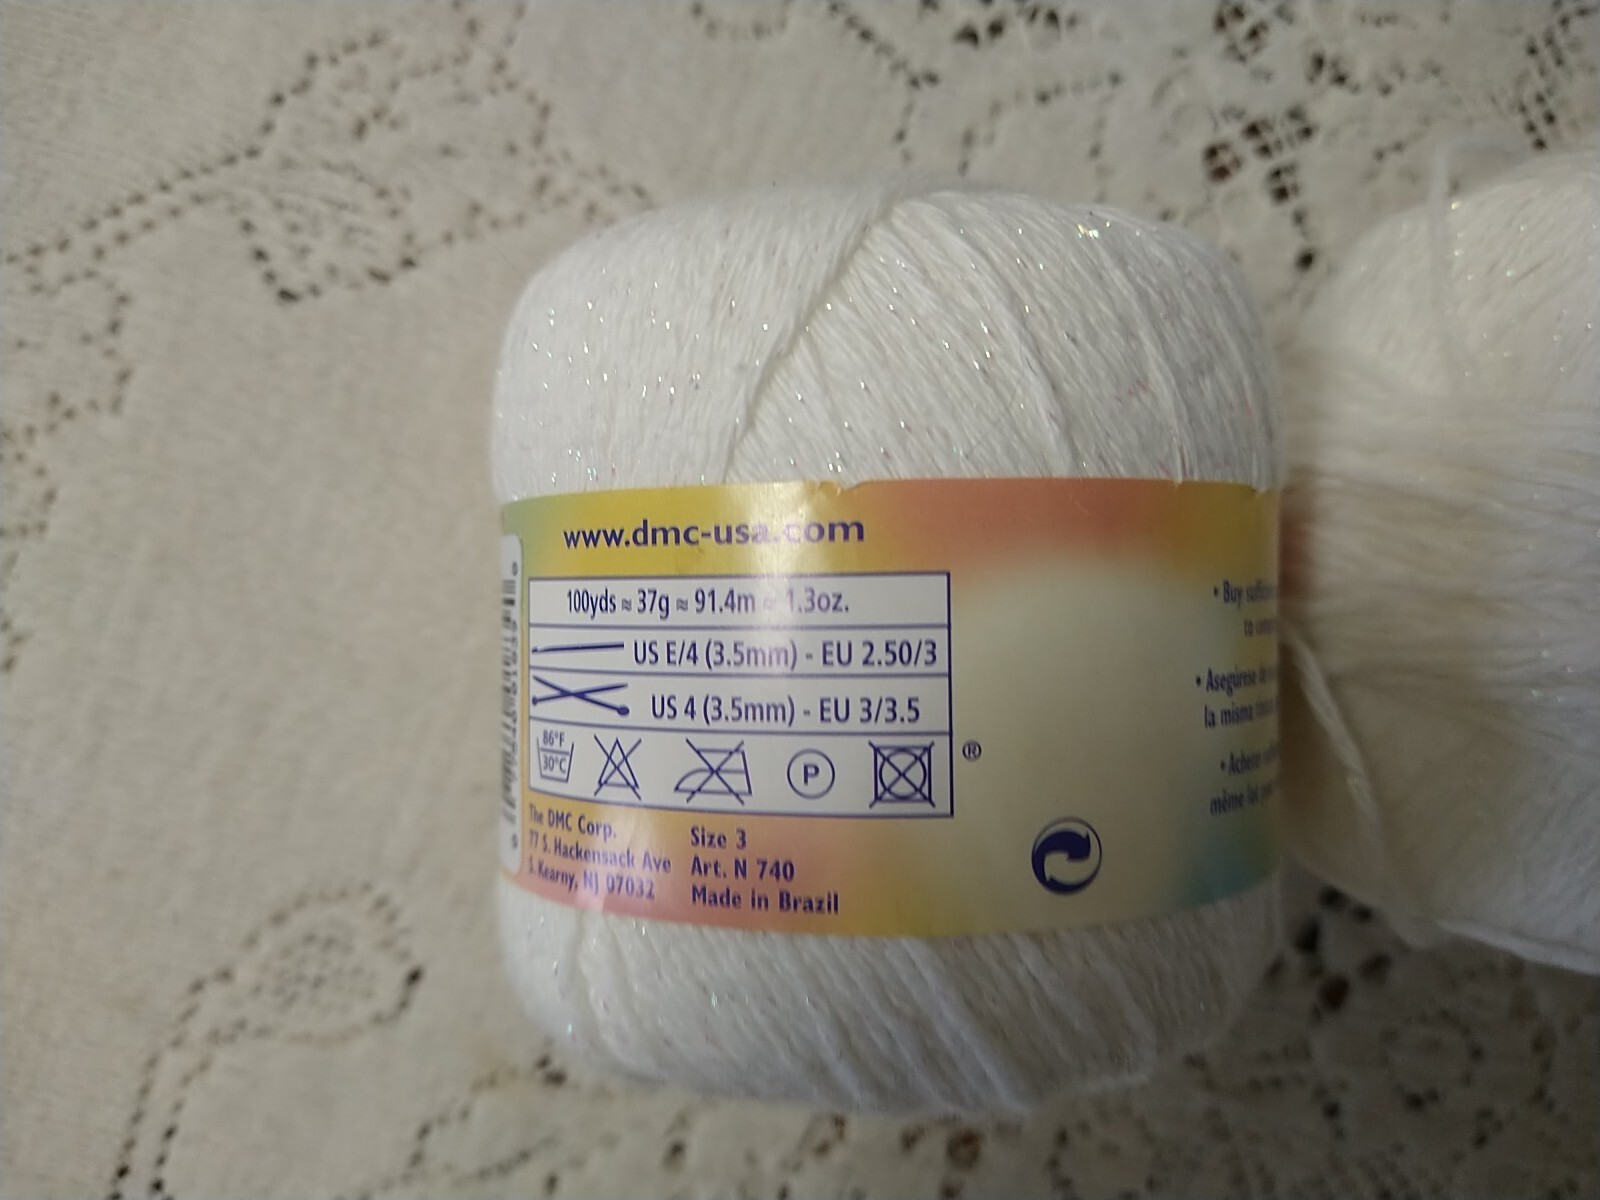 www.dmc-usa.com
100yds ≈ 37g ≈ 91.4m ≈ 1.3oz.
US E/4 (3.5mm) - EU 2.50/3
US 4 (3.5mm) - EU 3/3.5
86°F
30°C
P
®
The DMC Corp.
77 S. Hackensack Ave
S. Kearny, NJ 07032
Size 3
Art. N 740
Made in Brazil
• Buy
to
• Asegúrese de
la misma
•
même lot